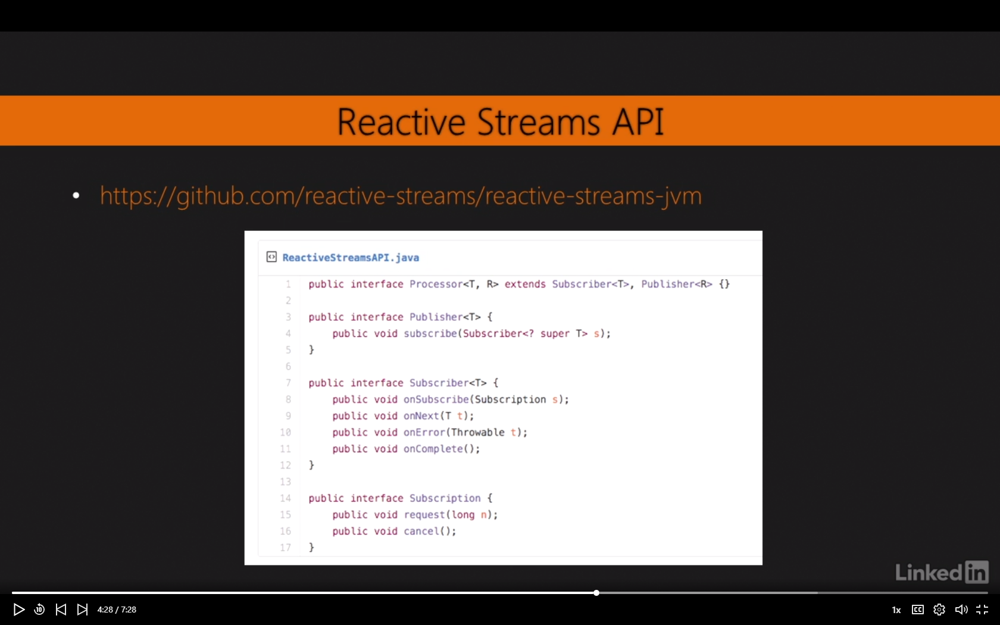 Reactive Streams API
• https://github.com/reactive-streams/reactive-streams-jvm
ReactiveStreamsAPI.java
1 public interface Processor<T, R> extends Subscriber<T>, Publisher<R> {}
2
3 public interface Publisher<T> {
4     public void subscribe(Subscriber<? super T> s);
5 }
6
7 public interface Subscriber<T> {
8     public void onSubscribe(Subscription s);
9     public void onNext(T t);
10     public void onError(Throwable t);
11     public void onComplete();
12 }
13
14 public interface Subscription {
15     public void request(long n);
16     public void cancel();
17 }
Linked in
10 4:28 / 7:28 1x CC